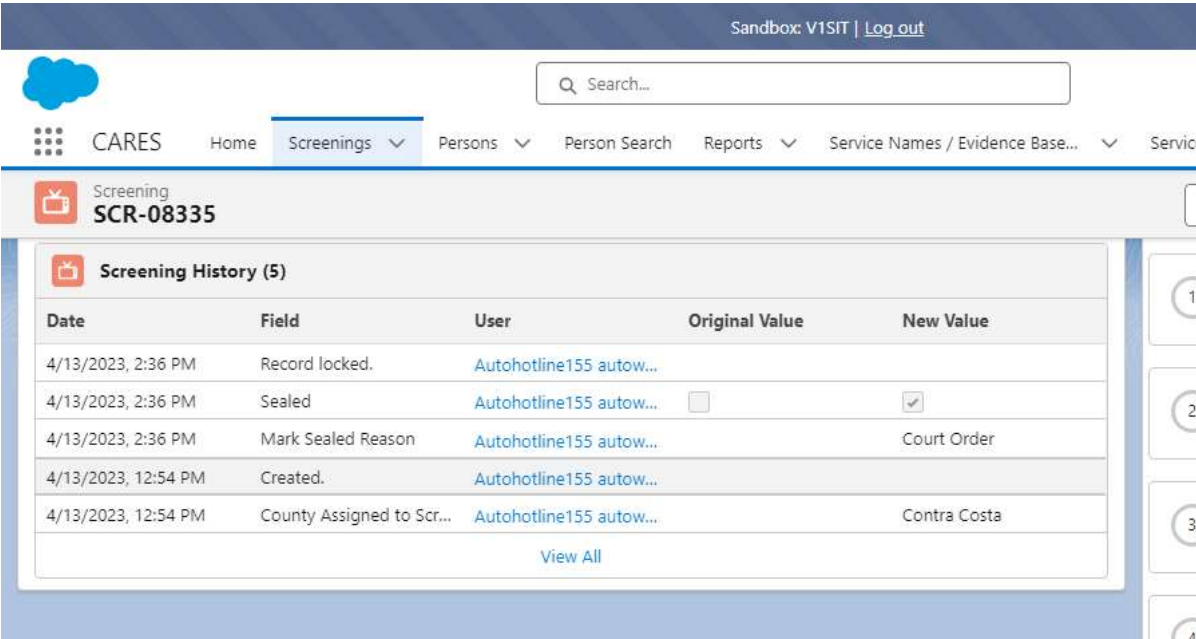 Sandbox: V1SIT | Log out
Search...
CARES Home Screenings Persons Person Search Reports Service Names / Evidence Base... Servic
Screening
SCR-08335
Screening History (5)
Date Field User Original Value New Value
4/13/2023, 2:36 PM Record locked. Autohotline155 autow...
4/13/2023, 2:36 PM Sealed Autohotline155 autow...
4/13/2023, 2:36 PM Mark Sealed Reason Autohotline155 autow... Court Order
4/13/2023, 12:54 PM Created. Autohotline155 autow...
4/13/2023, 12:54 PM County Assigned to Scr... Autohotline155 autow... Contra Costa
View All
1
2
3
4